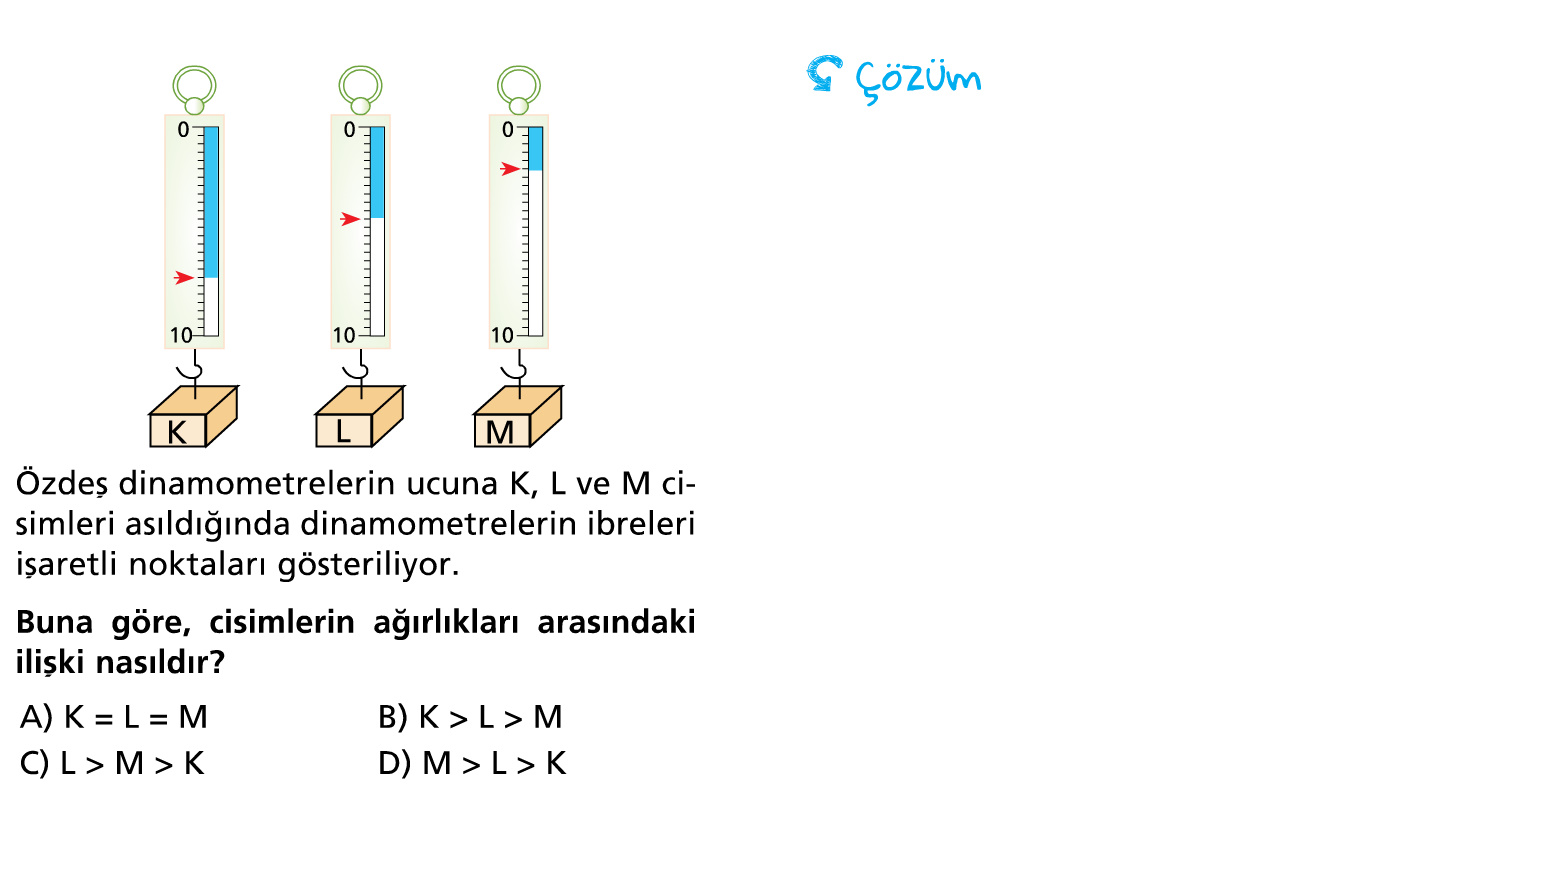 Çözüm
0 0 0
10 10 10
K L M
Özdeş dinamometrelerin ucuna K, L ve M ci-
simleri asıldığında dinamometrelerin ibreleri
işaretli noktaları gösteriliyor.
Buna göre, cisimlerin ağırlıkları arasındaki
ilişki nasıldır?
A) K = L = M B) K > L > M
C) L > M > K D) M > L > K